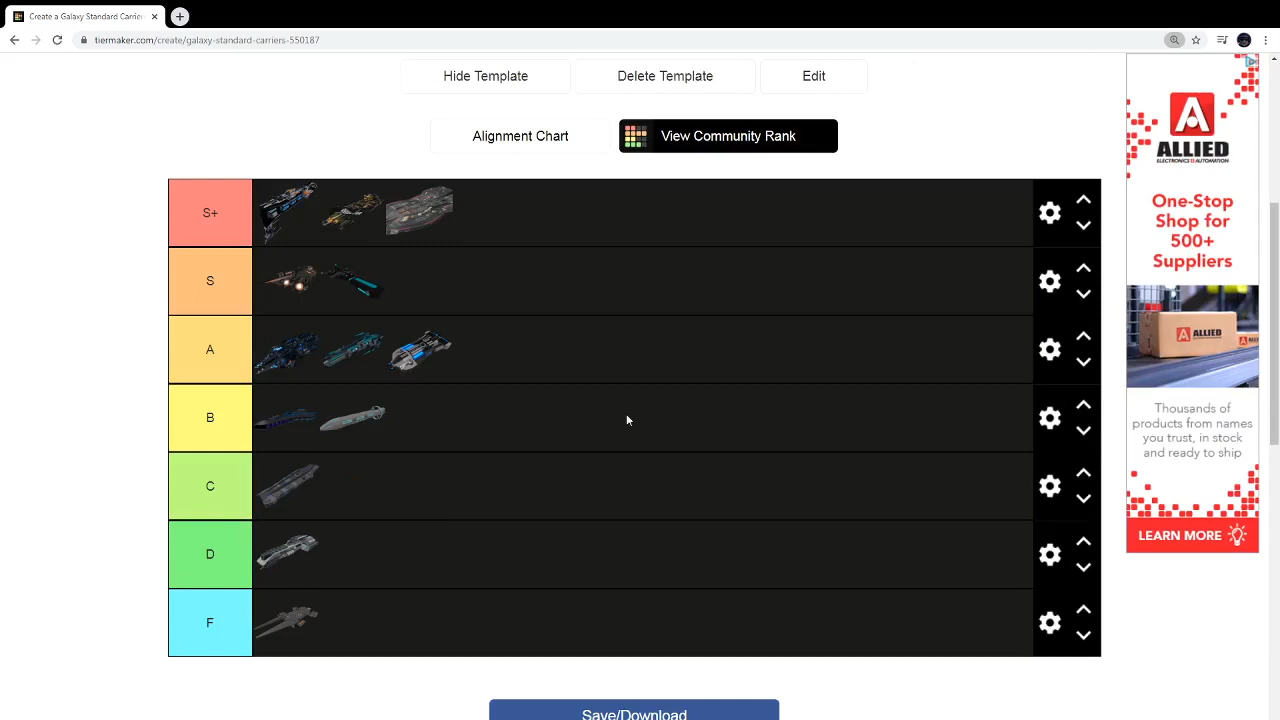 Create a Galaxy Standard Carrier
tiermaker.com/create/galaxy-standard-carriers-550187
Hide Template
Delete Template
Edit
Alignment Chart
View Community Rank
S+
S
A
B
C
D
F
Save/Download
ALLIED
ELECTRONICS & AUTOMATION
One-Stop
Shop for
500+
Suppliers
ALLIED
Thousands of
products from names
you trust, in stock
and ready to ship
LEARN MORE